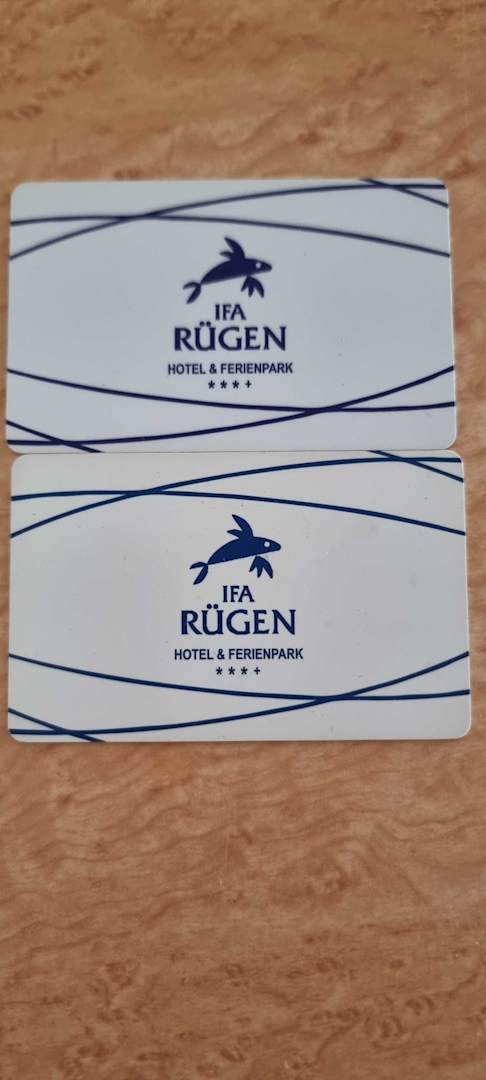 IFA
RÜGEN
HOTEL & FERIENPARK
***+
IFA
RÜGEN
HOTEL & FERIENPARK
***+